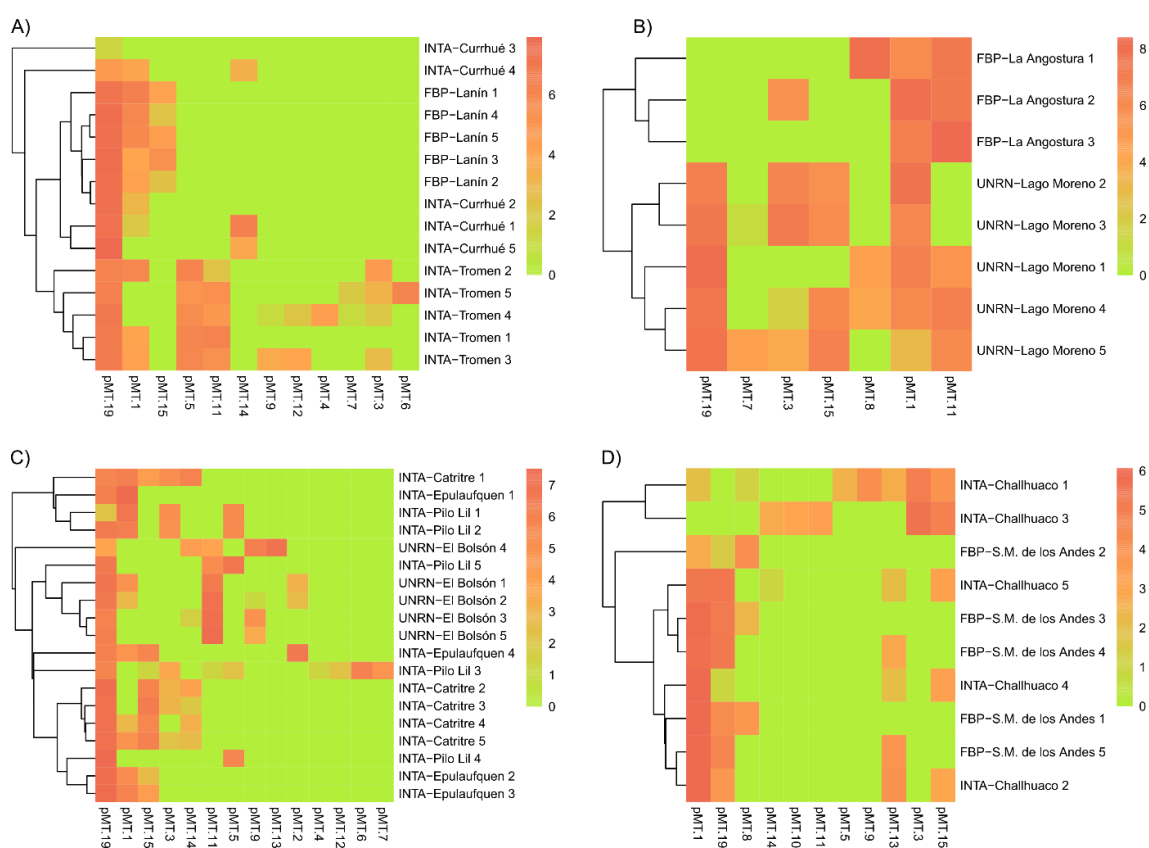 A)
INTA−Currhué 3
INTA−Currhué 4
FBP−Lanín 1
FBP−Lanín 4
FBP−Lanín 5
FBP−Lanín 3
FBP−Lanín 2
INTA−Currhué 2
INTA−Currhué 1
INTA−Currhué 5
INTA−Tromen 2
INTA−Tromen 5
INTA−Tromen 4
INTA−Tromen 1
INTA−Tromen 3
6
4
2
0
pMT.19
pMT.1
pMT.15
pMT.5
pMT.11
pMT.14
pMT.9
pMT.12
pMT.4
pMT.7
pMT.3
pMT.6
B)
FBP−La Angostura 1
FBP−La Angostura 2
FBP−La Angostura 3
UNRN−Lago Moreno 2
UNRN−Lago Moreno 3
UNRN−Lago Moreno 1
UNRN−Lago Moreno 4
UNRN−Lago Moreno 5
8
6
4
2
0
pMT.19
pMT.7
pMT.3
pMT.15
pMT.8
pMT.1
pMT.11
C)
INTA−Catritre 1
INTA−Epulaufquen 1
INTA−Pilo Lil 1
INTA−Pilo Lil 2
UNRN−El Bolsón 4
INTA−Pilo Lil 5
UNRN−El Bolsón 1
UNRN−El Bolsón 2
UNRN−El Bolsón 3
UNRN−El Bolsón 5
INTA−Epulaufquen 4
INTA−Pilo Lil 3
INTA−Catritre 2
INTA−Catritre 3
INTA−Catritre 4
INTA−Catritre 5
INTA−Pilo Lil 4
INTA−Epulaufquen 2
INTA−Epulaufquen 3
7
6
5
4
3
2
1
0
pMT.19
pMT.1
pMT.15
pMT.3
pMT.14
pMT.11
pMT.5
pMT.9
pMT.13
pMT.2
pMT.4
pMT.12
pMT.6
pMT.7
D)
INTA−Challhuaco 1
INTA−Challhuaco 3
FBP−S.M. de los Andes 2
INTA−Challhuaco 5
FBP−S.M. de los Andes 3
FBP−S.M. de los Andes 4
INTA−Challhuaco 4
FBP−S.M. de los Andes 1
FBP−S.M. de los Andes 5
INTA−Challhuaco 2
6
5
4
3
2
1
0
pMT.1
pMT.19
pMT.8
pMT.14
pMT.10
pMT.11
pMT.5
pMT.9
pMT.13
pMT.3
pMT.15